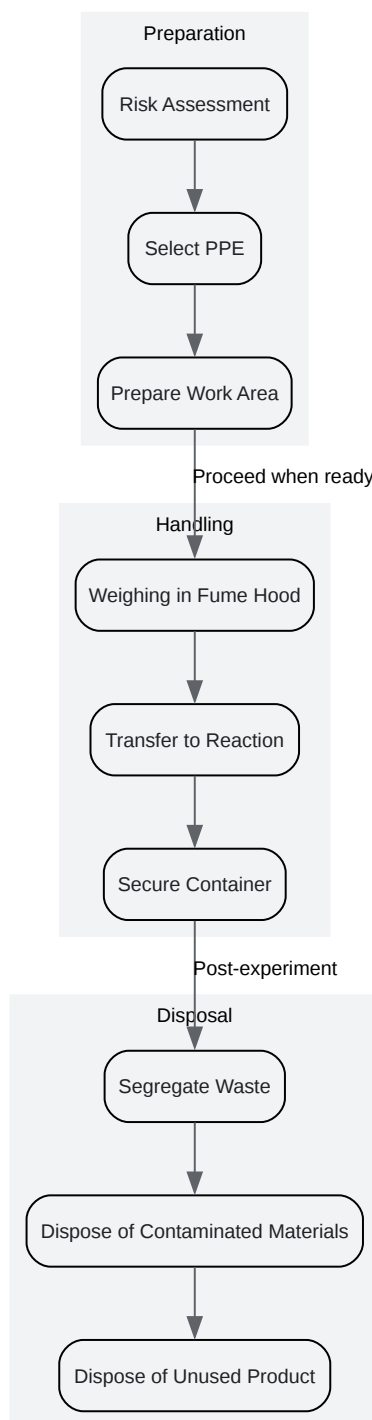 Preparation
Risk Assessment
Select PPE
Prepare Work Area
Proceed when ready
Handling
Weighing in Fume Hood
Transfer to Reaction
Secure Container
Post-experiment
Disposal
Segregate Waste
Dispose of Contaminated Materials
Dispose of Unused Product